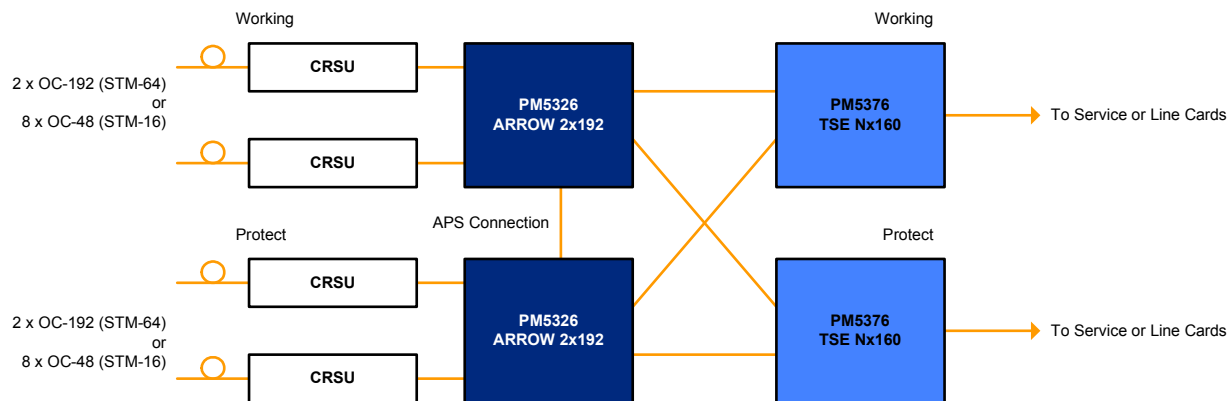 Working
Working
CRSU
2 x OC-192 (STM-64)
or
8 x OC-48 (STM-16)
CRSU
PM5326
ARROW 2x192
PM5376
TSE Nx160
To Service or Line Cards
APS Connection
Protect
Protect
CRSU
2 x OC-192 (STM-64)
or
8 x OC-48 (STM-16)
CRSU
PM5326
ARROW 2x192
PM5376
TSE Nx160
To Service or Line Cards